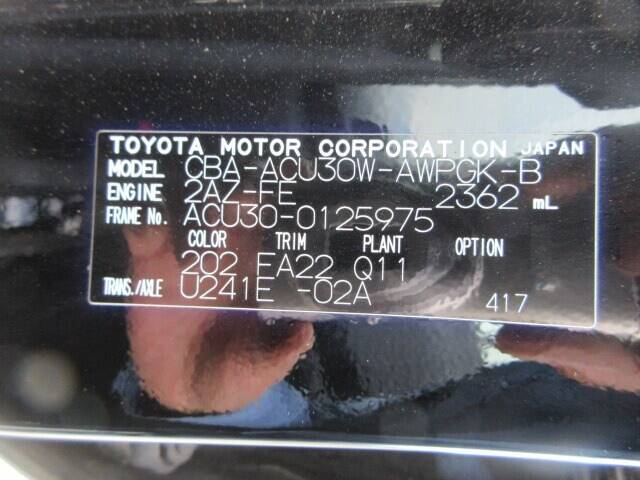 TOYOTA MOTOR CORPORATION JAPAN
MODEL CBA-ACU30W-AWPGK-B
ENGINE 2AZ-FE 2362 mL
FRAME No. ACU30-0125975
COLOR TRIM PLANT OPTION
202 FA22 Q11
TRANS./AXLE U241E -02A 417